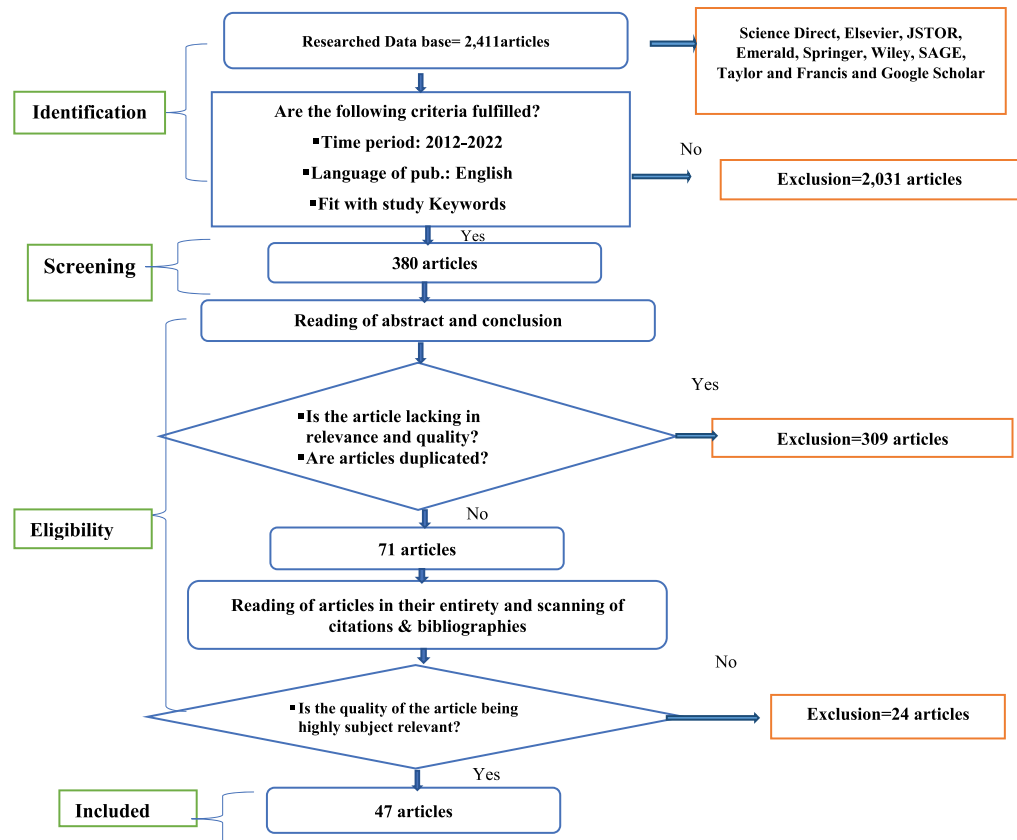 Researched Data base= 2,411articles
Science Direct, Elsevier, JSTOR,
Emerald, Springer, Wiley, SAGE,
Taylor and Francis and Google Scholar
Identification
Are the following criteria fulfilled?
▪Time period: 2012-2022
▪Language of pub.: English
▪Fit with study Keywords
No
Exclusion=2,031 articles
Yes
Screening
380 articles
Reading of abstract and conclusion
▪Is the article lacking in
relevance and quality?
▪Are articles duplicated?
Yes
Exclusion=309 articles
No
Eligibility
71 articles
Reading of articles in their entirety and scanning of
citations & bibliographies
▪Is the quality of the article being
highly subject relevant?
No
Exclusion=24 articles
Yes
Included
47 articles